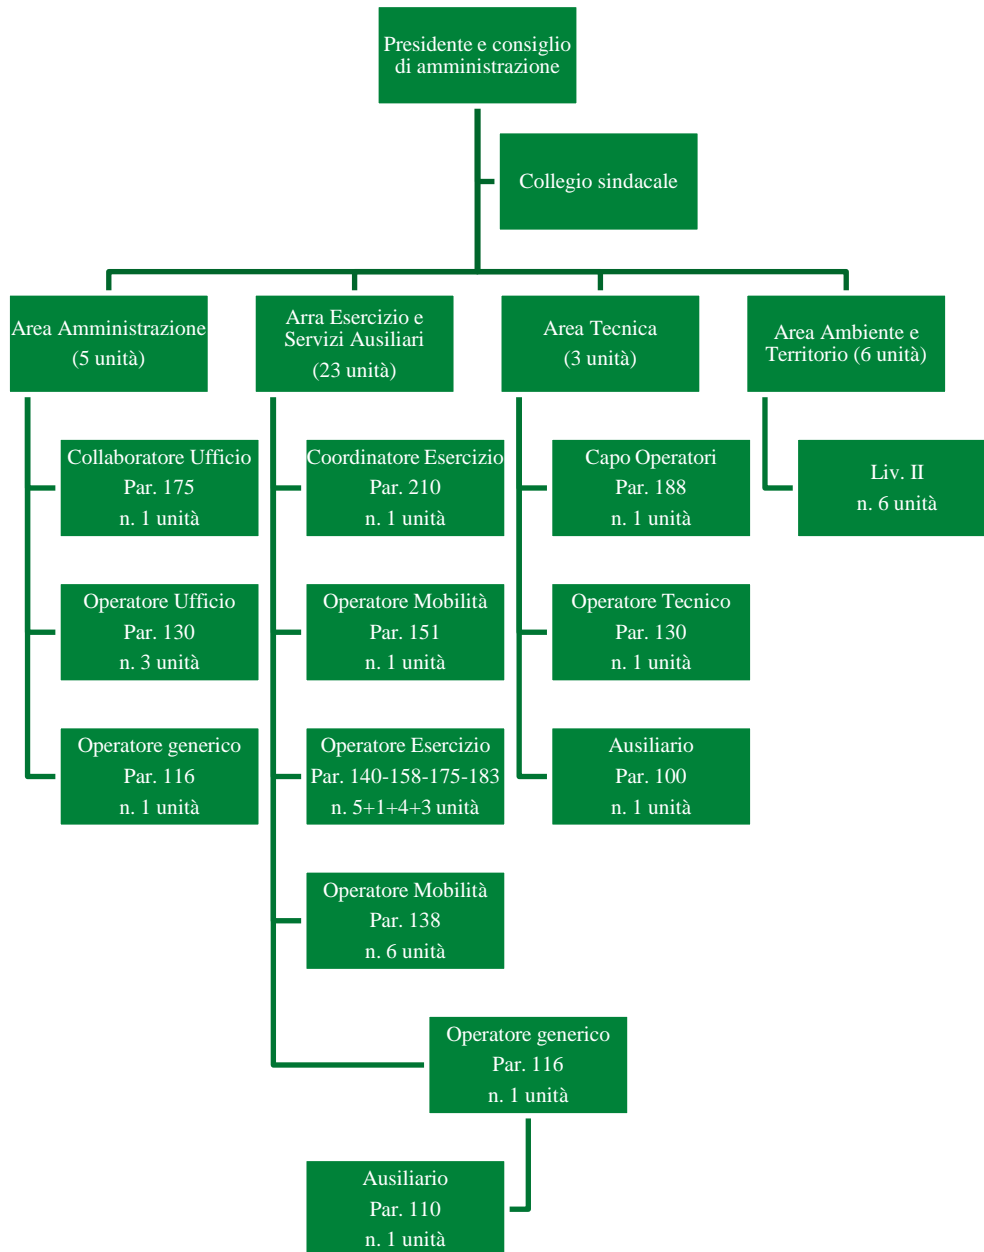 Presidente e consiglio
di amministrazione
Collegio sindacale
Area Amministrazione
(5 unità)
Arra Esercizio e
Servizi Ausiliari
(23 unità)
Area Tecnica
(3 unità)
Area Ambiente e
Territorio (6 unità)
Collaboratore Ufficio
Par. 175
n. 1 unità
Coordinatore Esercizio
Par. 210
n. 1 unità
Capo Operatori
Par. 188
n. 1 unità
Liv. II
n. 6 unità
Operatore Ufficio
Par. 130
n. 3 unità
Operatore Mobilità
Par. 151
n. 1 unità
Operatore Tecnico
Par. 130
n. 1 unità
Operatore generico
Par. 116
n. 1 unità
Operatore Esercizio
Par. 140-158-175-183
n. 5+1+4+3 unità
Ausiliario
Par. 100
n. 1 unità
Operatore Mobilità
Par. 138
n. 6 unità
Operatore generico
Par. 116
n. 1 unità
Ausiliario
Par. 110
n. 1 unità